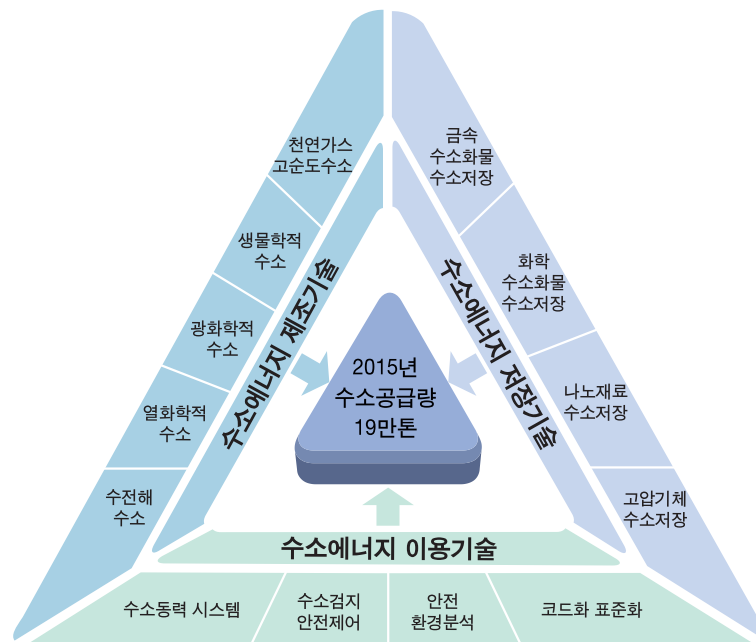 천연가스
고순도수소
생물학적
수소
광화학적
수소
열화학적
수소
수전해
수소
수소에너지 제조기술
금속
수소화물
수소저장
화학
수소화물
수소저장
나노재료
수소저장
고압기체
수소저장
수소에너지 저장기술
2015년
수소공급량
19만톤
수소에너지 이용기술
수소동력 시스템
수소검지
안전제어
안전
환경분석
코드화 표준화